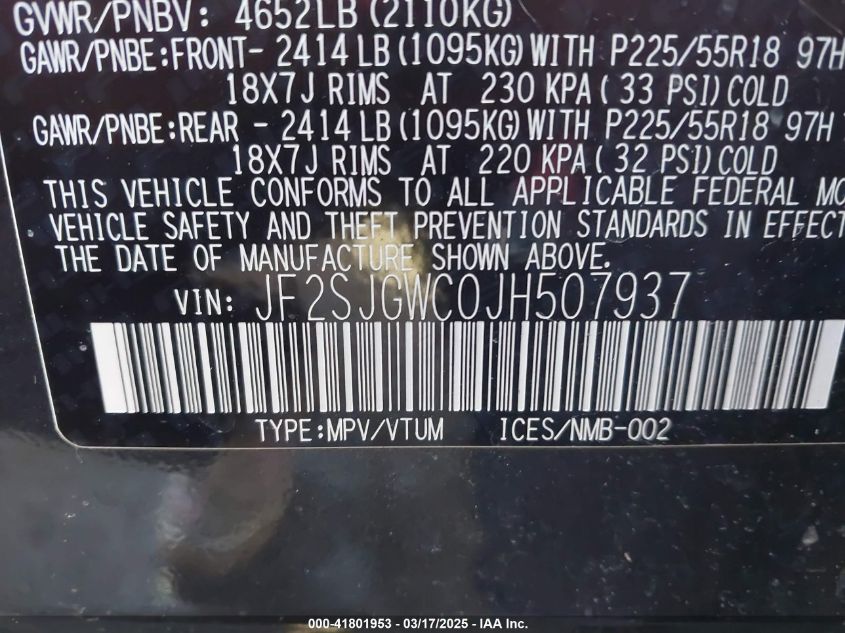 GVWR/PNBV: 4652LB (2110KG)
GAWR/PNBE:FRONT- 2414 LB (1095KG) WITH P225/55R18 97H
18X7J RIMS AT 230 KPA ( 33 PSI) COLD
GAWR/PNBE:REAR - 2414 LB (1095KG) WITH P225/55R18 97H
18X7J RIMS AT 220 KPA ( 32 PSI) COLD
THIS VEHICLE CONFORMS TO ALL APPLICABLE FEDERAL MO
VEHICLE SAFETY AND THEFT PREVENTION STANDARDS IN EFFECT
THE DATE OF MANUFACTURE SHOWN ABOVE.
VIN: JF2SJGWC0JH507937
TYPE:MPV/VTUM ICES/NMB-002
000-41801953 - 03/17/2025 - IAA Inc.